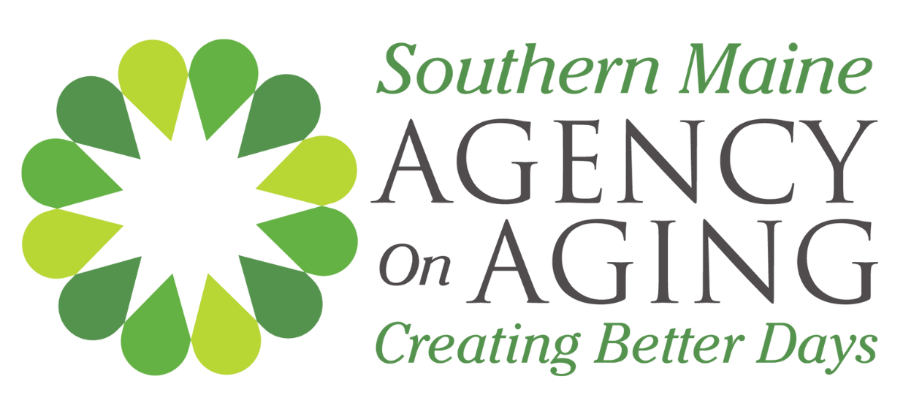 Southern Maine
AGENCY
On AGING
Creating Better Days